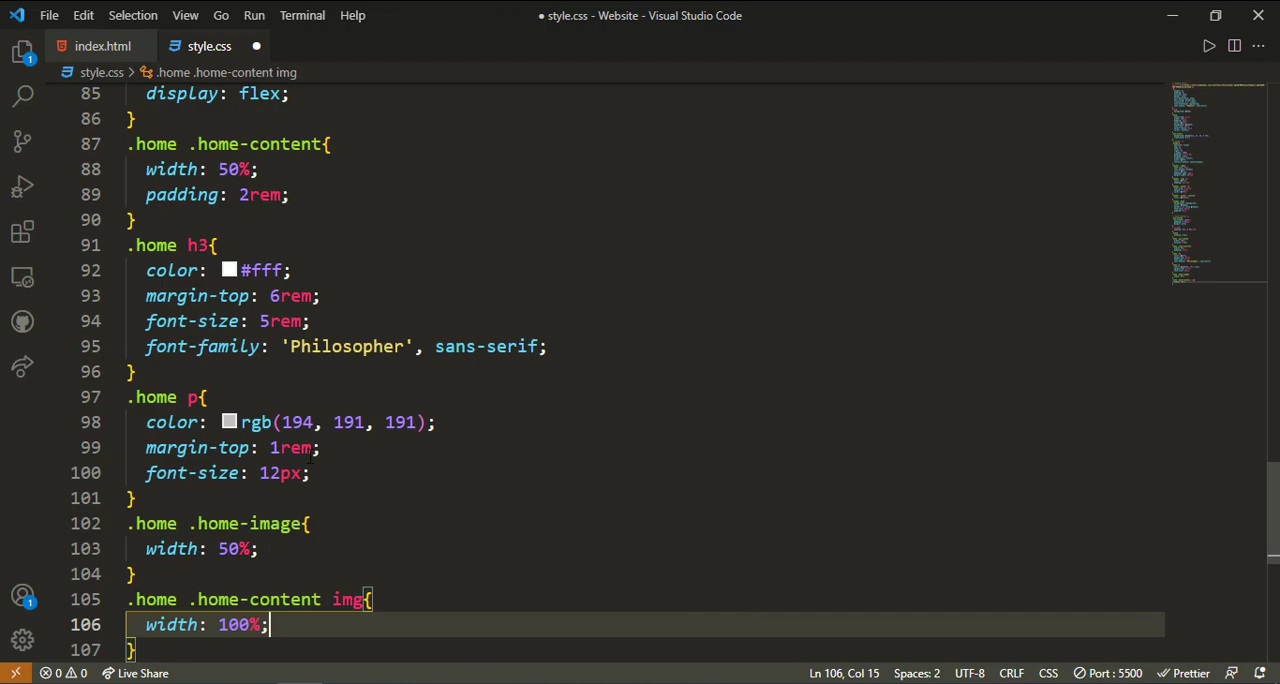 File Edit Selection View Go Run Terminal Help ● style.css - Website - Visual Studio Code
index.html style.css ●
style.css > .home .home-content img
85 display: flex;
86 }
87 .home .home-content{
88 width: 50%;
89 padding: 2rem;
90 }
91 .home h3{
92 color: #fff;
93 margin-top: 6rem;
94 font-size: 5rem;
95 font-family: 'Philosopher', sans-serif;
96 }
97 .home p{
98 color: rgb(194, 191, 191);
99 margin-top: 1rem;
100 font-size: 12px;
101 }
102 .home .home-image{
103 width: 50%;
104 }
105 .home .home-content img{
106 width: 100%;
107 }
1
1
0 0 Live Share Ln 106, Col 15 Spaces: 2 UTF-8 CRLF CSS Port : 5500 Prettier